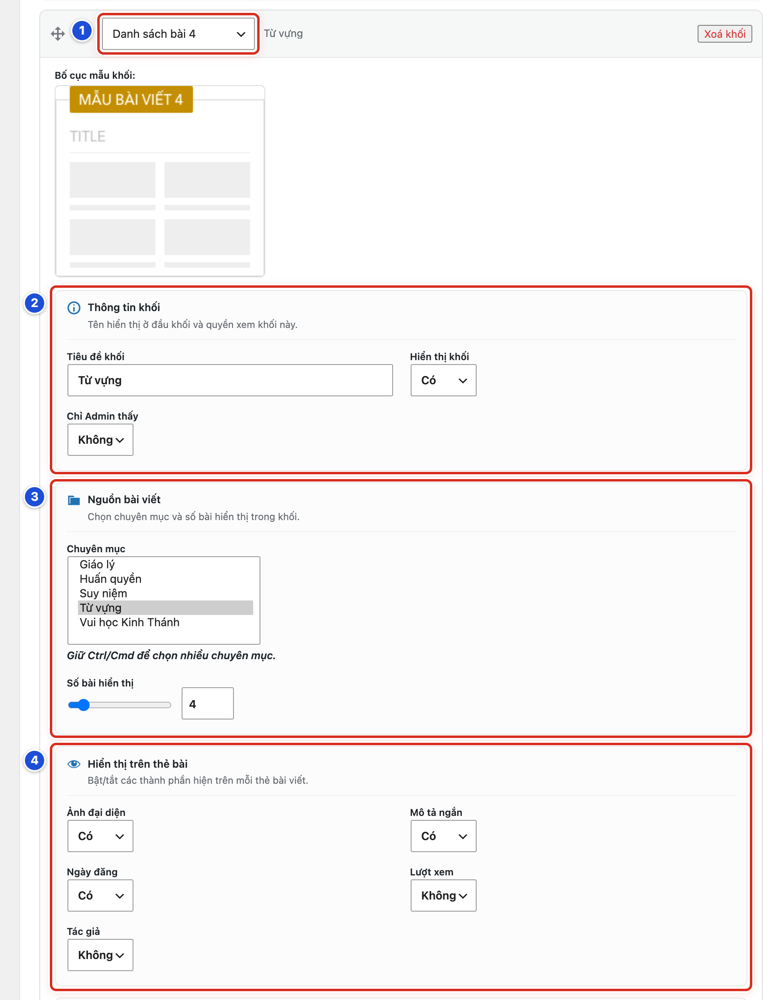 1
Danh sách bài 4
Từ vựng
Xoá khối
Bố cục mẫu khối:
MẪU BÀI VIẾT 4
TITLE
2
Thông tin khối
Tên hiển thị ở đầu khối và quyền xem khối này.
Tiêu đề khối
Hiển thị khối
Từ vựng
Có
Chỉ Admin thấy
Không
3
Nguồn bài viết
Chọn chuyên mục và số bài hiển thị trong khối.
Chuyên mục
Giáo lý
Huấn quyền
Suy niệm
Từ vựng
Vui học Kinh Thánh
Giữ Ctrl/Cmd để chọn nhiều chuyên mục.
Số bài hiển thị
4
4
Hiển thị trên thẻ bài
Bật/tắt các thành phần hiện trên mỗi thẻ bài viết.
Ảnh đại diện
Mô tả ngắn
Có
Có
Ngày đăng
Lượt xem
Có
Không
Tác giả
Không